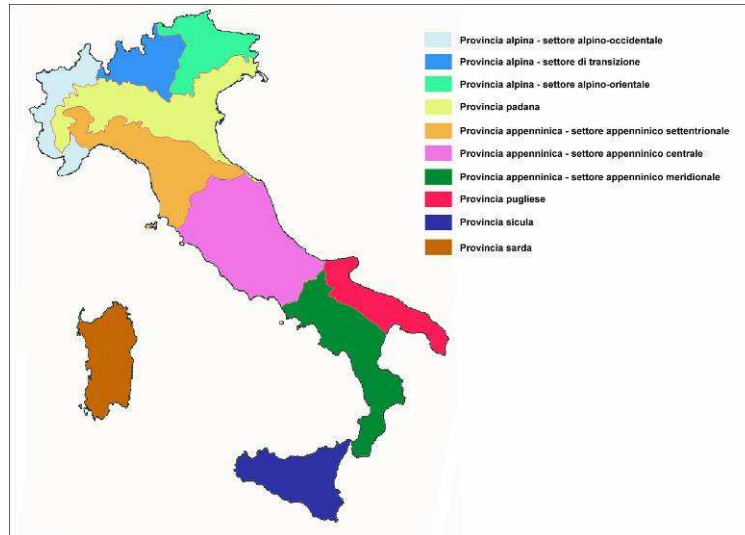 Provincia alpina - settore alpino-occidentale
Provincia alpina - settore di transizione
Provincia alpina - settore alpino-orientale
Provincia padana
Provincia appenninica - settore appenninico settentrionale
Provincia appenninica - settore appenninico centrale
Provincia appenninica - settore appenninico meridionale
Provincia pugliese
Provincia sicula
Provincia sarda